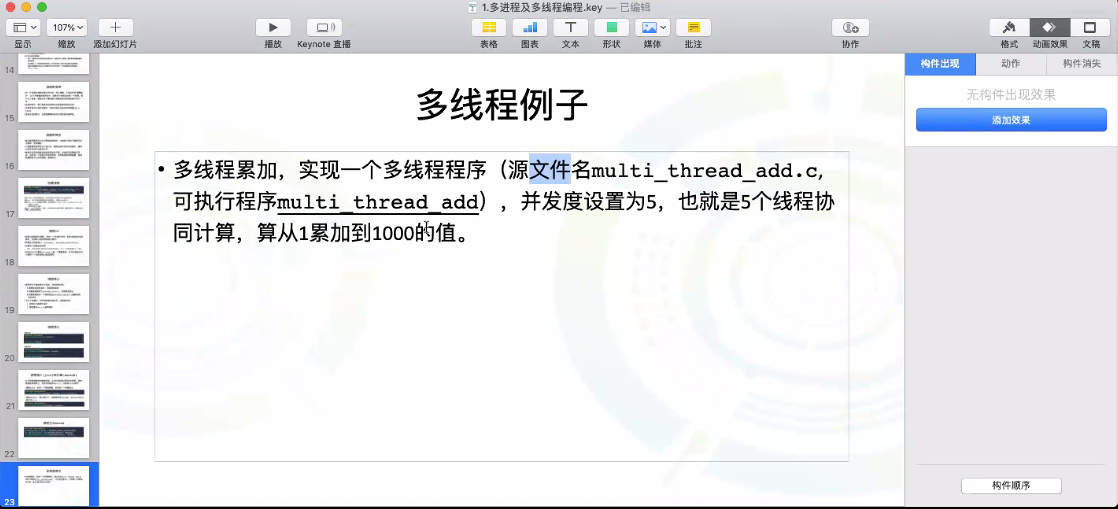 1.多进程及多线程编程.key — 已编辑
107%
显示
缩放
添加幻灯片
播放
Keynote 直播
表格
图表
文本
形状
媒体
批注
协作
格式
动画效果
文稿
构件出现
动作
构件消失
无构件出现效果
添加效果
构件顺序
14
15
16
17
18
19
20
21
22
23
多线程例子
• 多线程累加，实现一个多线程程序（源文件名multi_thread_add.c,
可执行程序multi_thread_add），并发度设置为5，也就是5个线程协
同计算，算从1累加到1000的值。